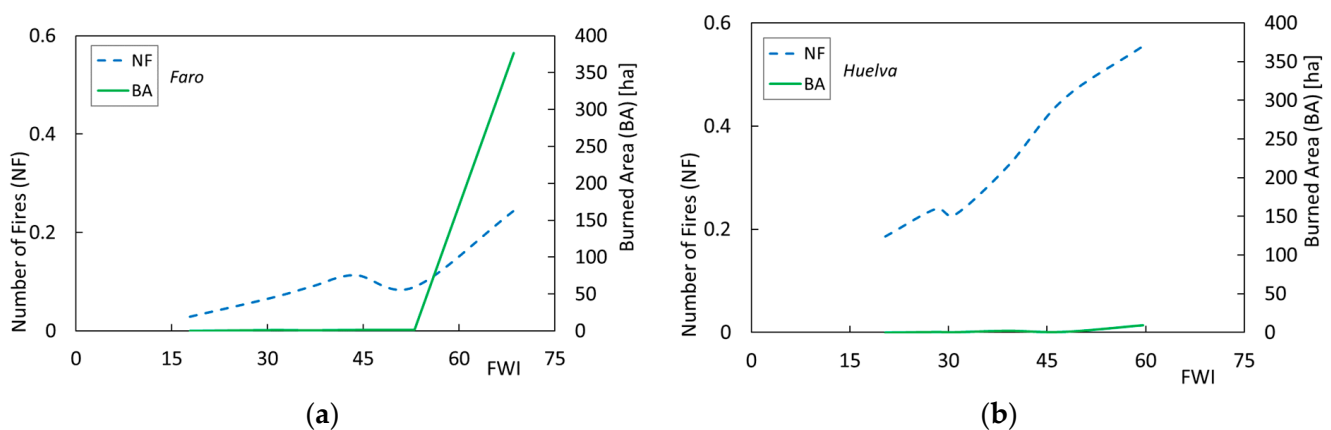 0.6
0.4
0.2
0
Number of Fires (NF)
NF
BA
Faro
400
350
300
250
200
150
100
50
0
Burned Area (BA) [ha]
0
15
30
45
60
75
FWI
(a)
0.6
0.4
0.2
0
Number of Fires (NF)
NF
BA
Huelva
400
350
300
250
200
150
100
50
0
Burned Area (BA) [ha]
0
15
30
45
60
75
FWI
(b)